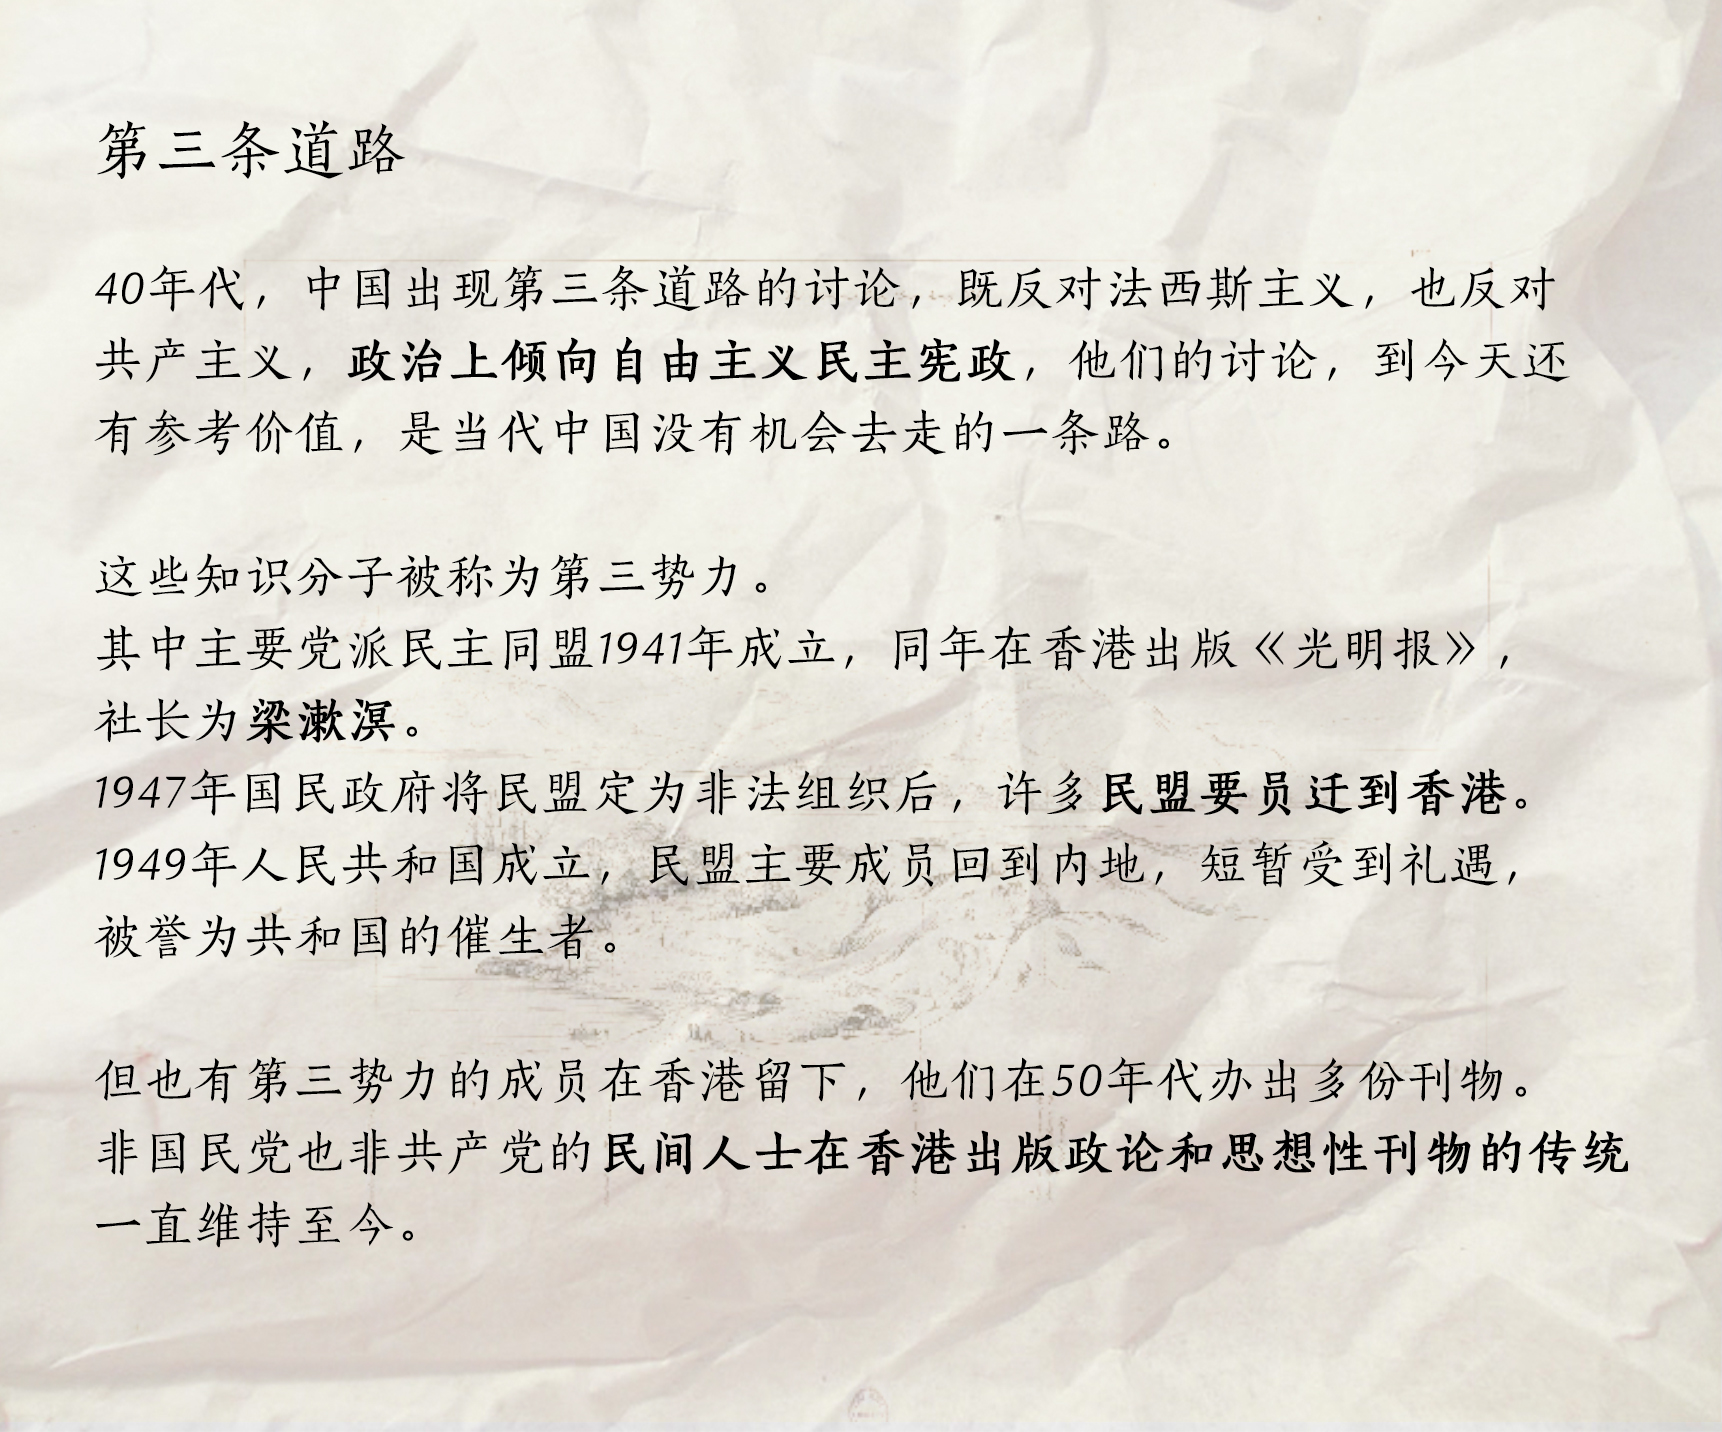 第三条道路
40年代，中国出现第三条道路的讨论，既反对法西斯主义，也反对
共产主义，政治上倾向自由主义民主宪政，他们的讨论，到今天还
有参考价值，是当代中国没有机会去走的一条路。
这些知识分子被称为第三势力。
其中主要党派民主同盟1941年成立，同年在香港出版《光明报》，
社长为梁漱溟。
1947年国民政府将民盟定为非法组织后，许多民盟要员迁到香港。
1949年人民共和国成立，民盟主要成员回到内地，短暂受到礼遇，
被誉为共和国的催生者。
但也有第三势力的成员在香港留下，他们在50年代办出多份刊物。
非国民党也非共产党的民间人士在香港出版政论和思想性刊物的传统
一直维持至今。